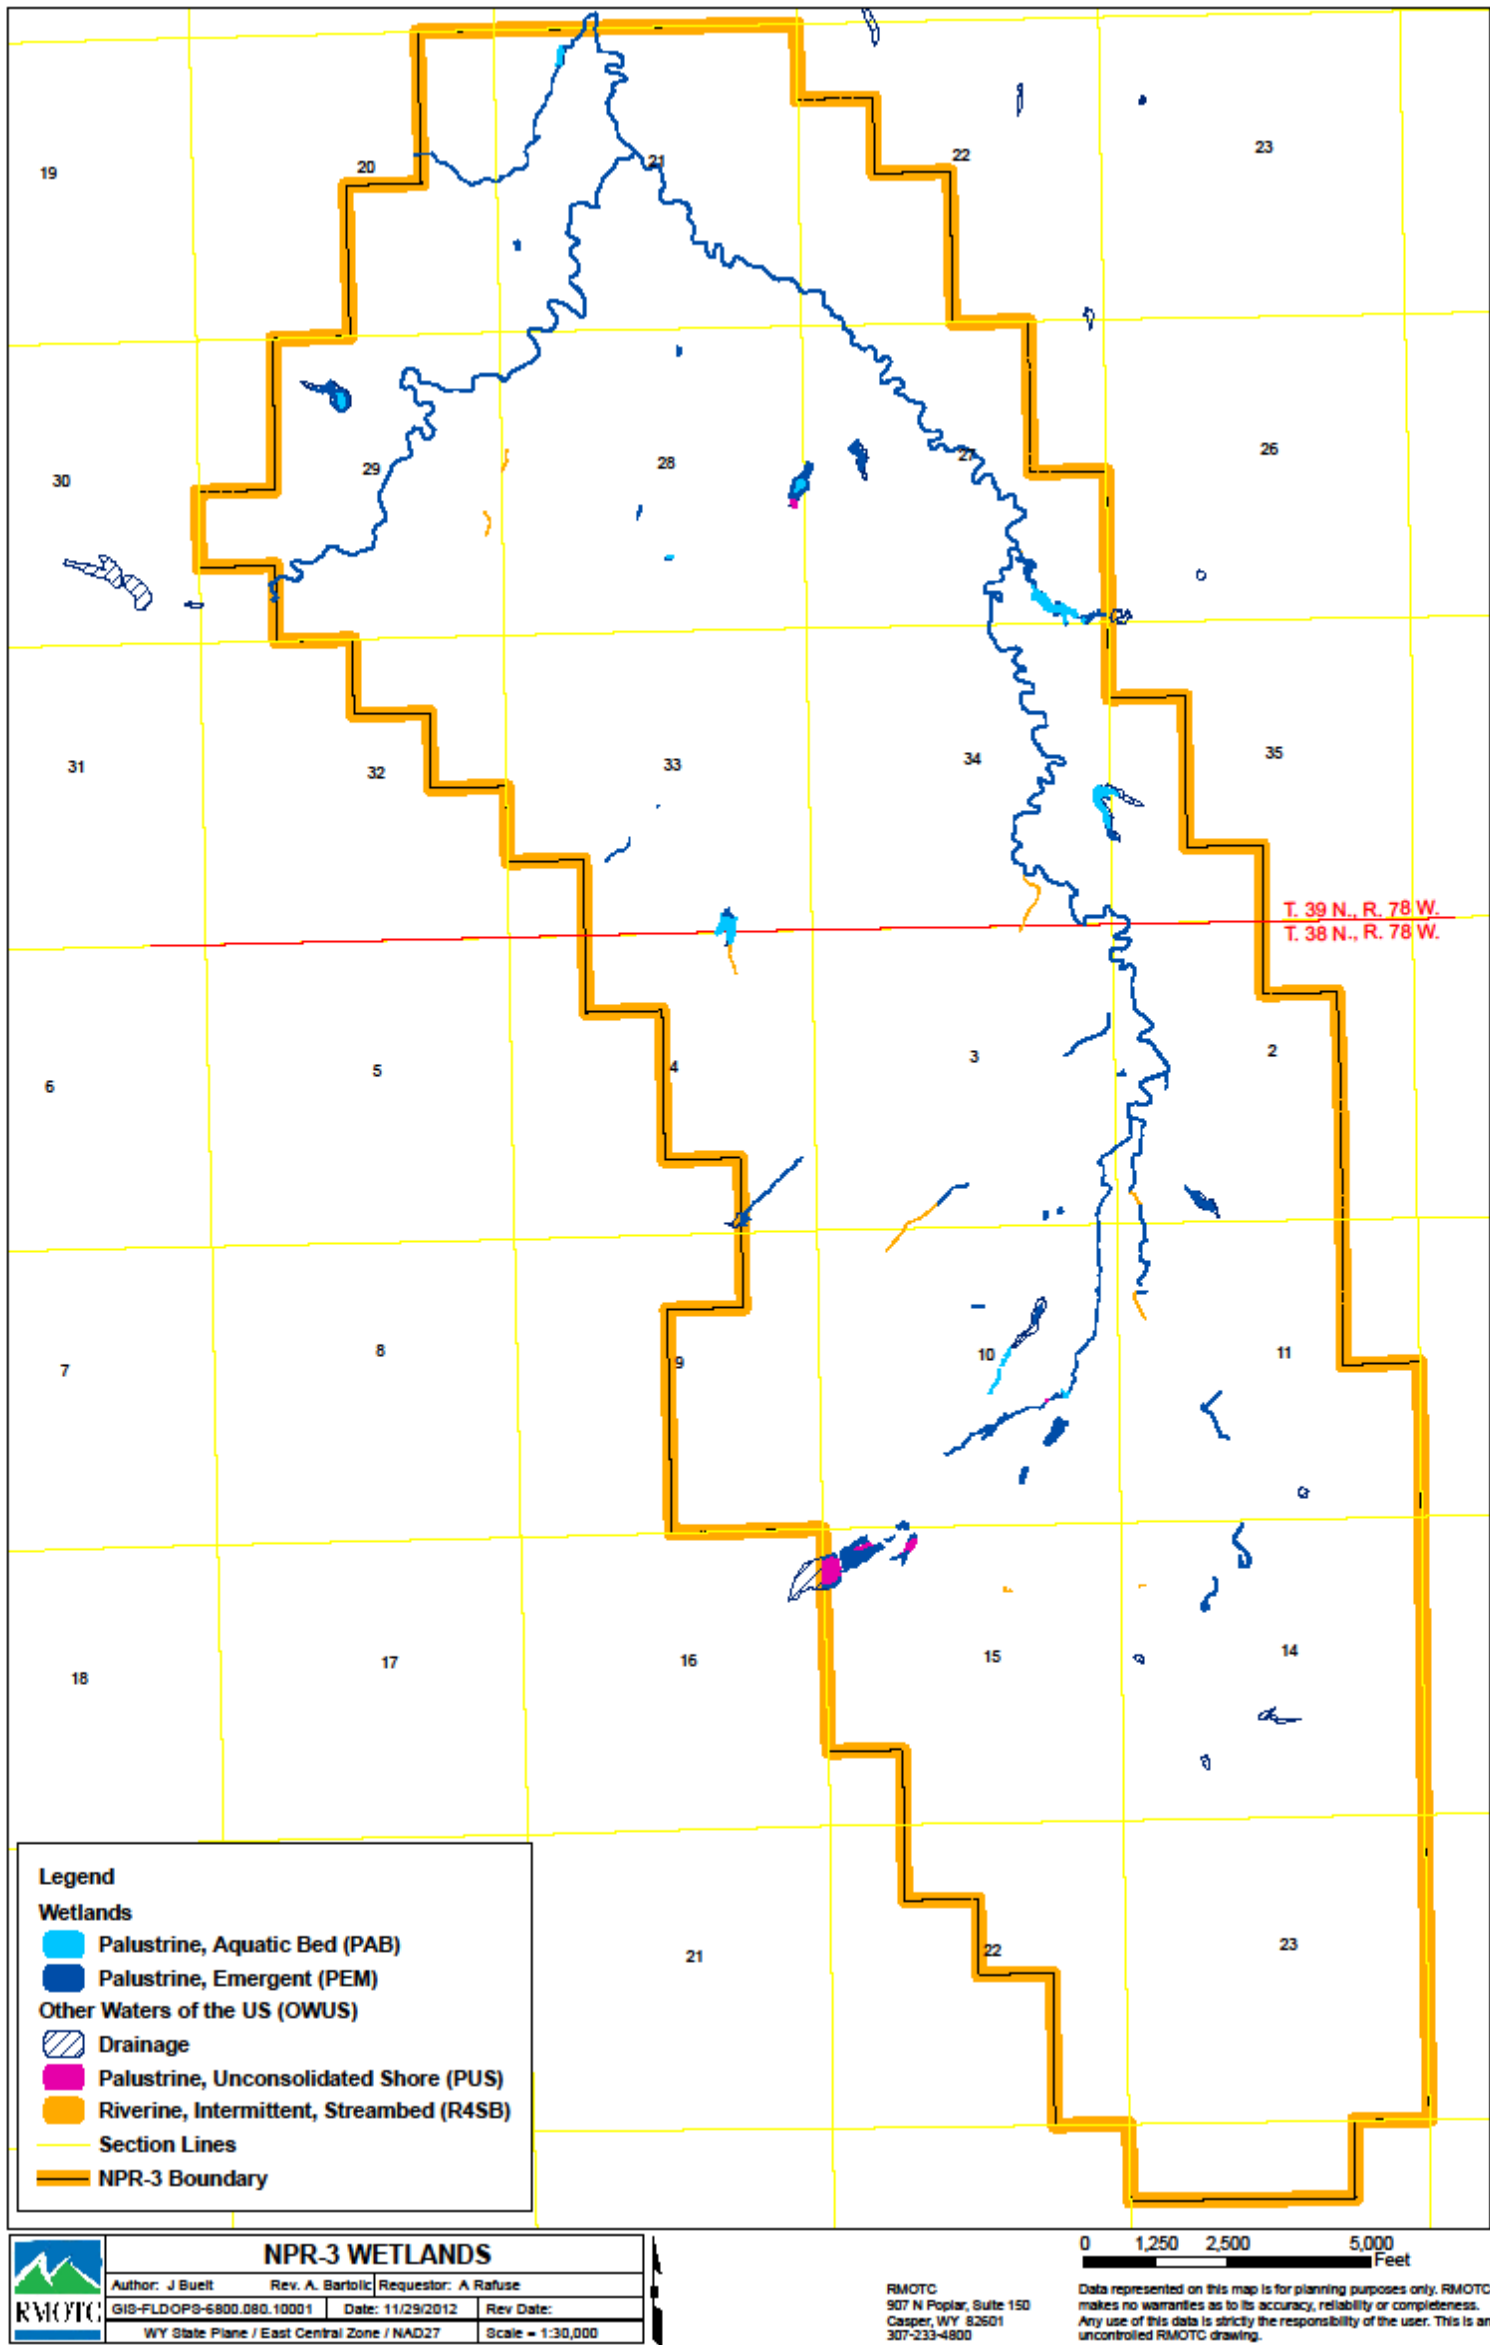 19
20
21
22
23
30
29
28
27
26
31
32
33
34
35
T. 39 N., R. 78 W.
T. 38 N., R. 78 W.
6
5
4
3
2
7
8
9
10
11
18
17
16
15
14
21
22
23
Legend
Wetlands
Palustrine, Aquatic Bed (PAB)
Palustrine, Emergent (PEM)
Other Waters of the US (OWUS)
Drainage
Palustrine, Unconsolidated Shore (PUS)
Riverine, Intermittent, Streambed (R4SB)
Section Lines
NPR-3 Boundary
RMOTC
NPR-3 WETLANDS
Author: J Buelt Rev. A. Bartolic Requestor: A Rafuse
GIS-FLDOPS-6800.080.10001 Date: 11/29/2012 Rev Date:
WY State Plane / East Central Zone / NAD27 Scale = 1:30,000
RMOTC
907 N Poplar, Suite 150
Casper, WY 82601
307-233-4800
0 1,250 2,500 5,000
Feet
Data represented on this map is for planning purposes only. RMOTC
makes no warranties as to its accuracy, reliability or completeness.
Any use of this data is strictly the responsibility of the user. This is an
uncontrolled RMOTC drawing.